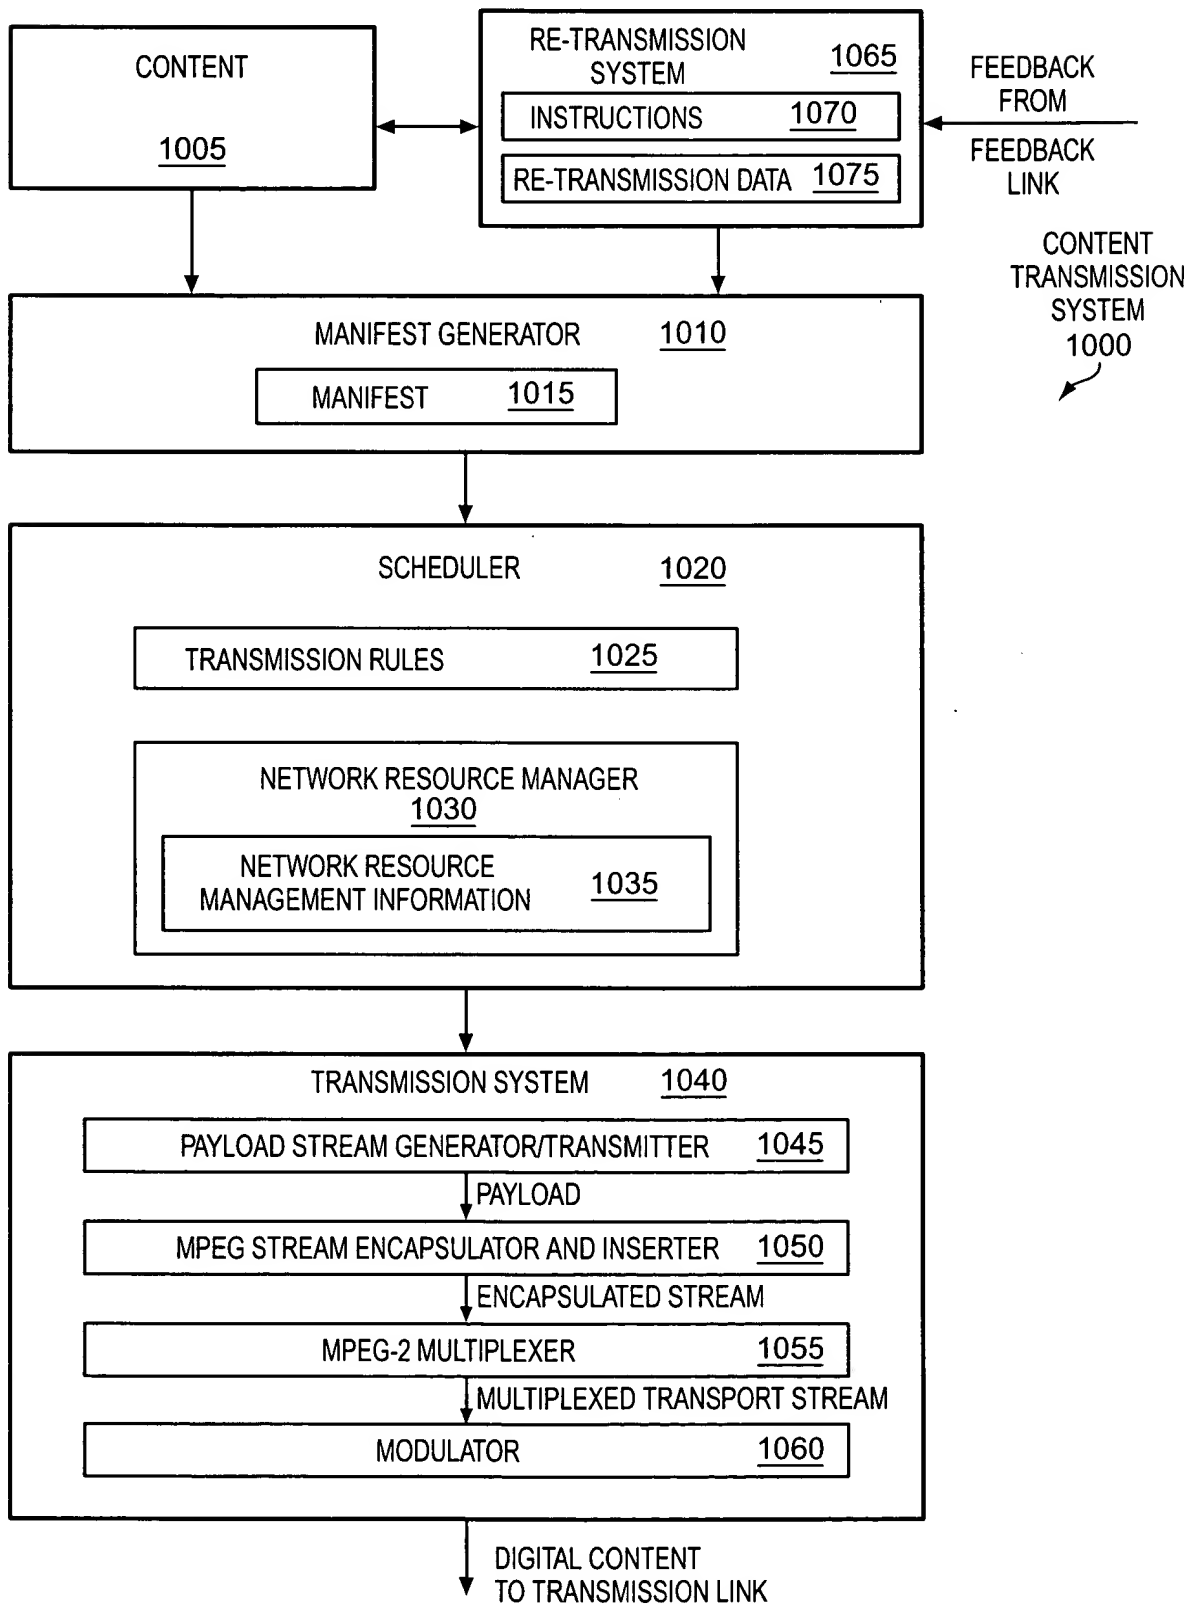 CONTENT
1005
RE-TRANSMISSION
SYSTEM
1065
INSTRUCTIONS 1070
RE-TRANSMISSION DATA 1075
FEEDBACK
FROM
FEEDBACK
LINK
CONTENT
TRANSMISSION
SYSTEM
1000
MANIFEST GENERATOR 1010
MANIFEST 1015
SCHEDULER 1020
TRANSMISSION RULES 1025
NETWORK RESOURCE MANAGER
1030
NETWORK RESOURCE
MANAGEMENT INFORMATION
1035
TRANSMISSION SYSTEM 1040
PAYLOAD STREAM GENERATOR/TRANSMITTER 1045
PAYLOAD
MPEG STREAM ENCAPSULATOR AND INSERTER 1050
ENCAPSULATED STREAM
MPEG-2 MULTIPLEXER 1055
MULTIPLEXED TRANSPORT STREAM
MODULATOR 1060
DIGITAL CONTENT
TO TRANSMISSION LINK